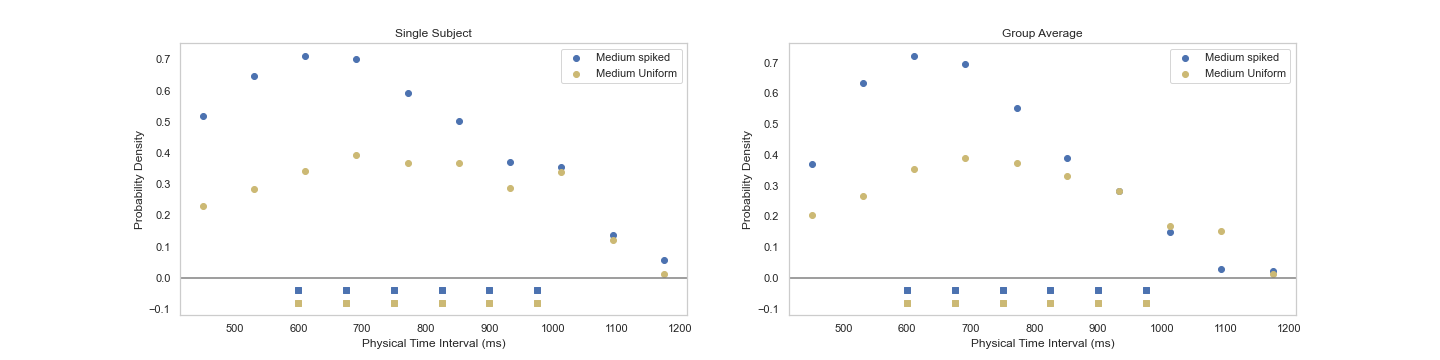 Single Subject
Medium spiked
Medium Uniform
Probability Density
0.7
0.6
0.5
0.4
0.3
0.2
0.1
0.0
−0.1
500 600 700 800 900 1000 1100 1200
Physical Time Interval (ms)
Group Average
Medium spiked
Medium Uniform
Probability Density
0.7
0.6
0.5
0.4
0.3
0.2
0.1
0.0
−0.1
500 600 700 800 900 1000 1100 1200
Physical Time Interval (ms)